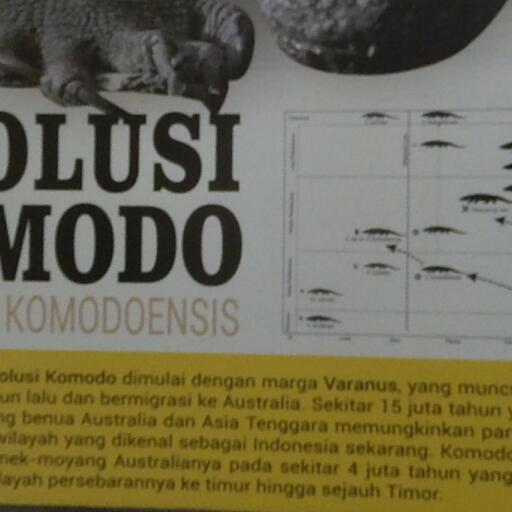 OLUSI
MODO
KOMODOENSIS
olusi Komodo dimulai dengan marga Varanus, yang munc
un lalu dan bermigrasi ke Australia. Sekitar 15 juta tahun y
ng benua Australia dan Asia Tenggara memungkinkan par
wilayah yang dikenal sebagai Indonesia sekarang. Komodo
nek-moyang Australianya pada sekitar 4 juta tahun yang
layah persebarannya ke timur hingga sejauh Timor.